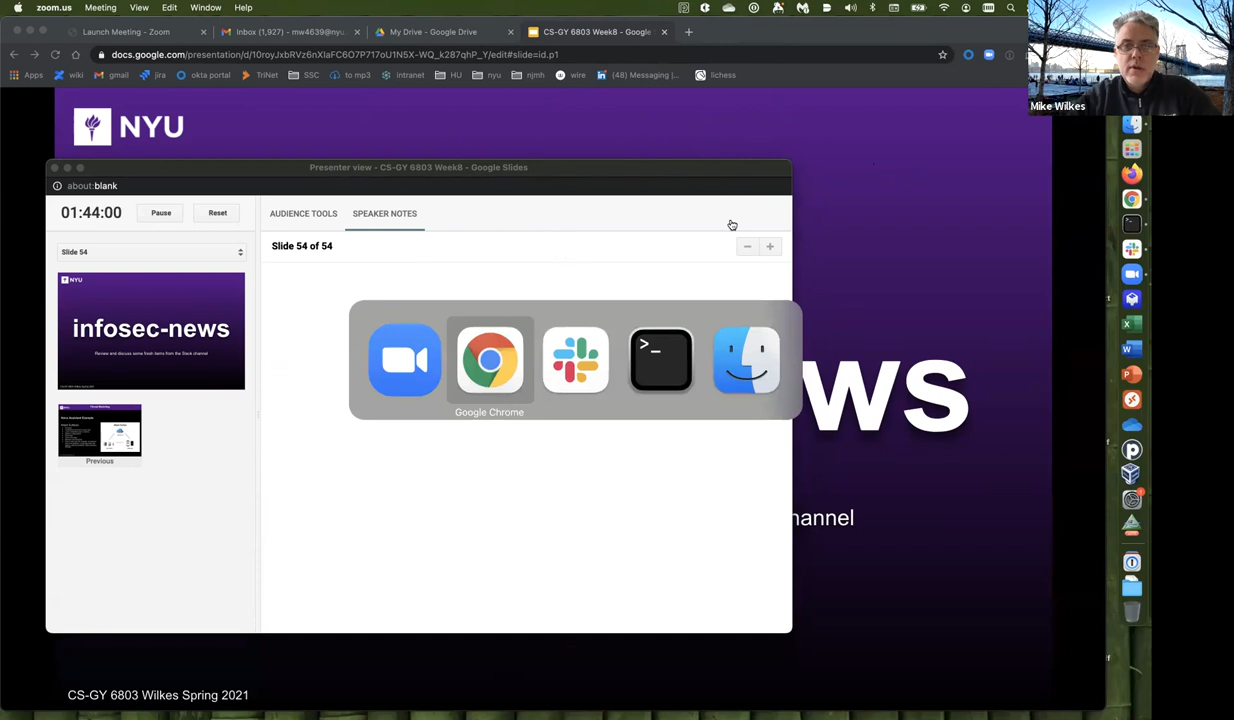 zoom.us Meeting View Edit Window Help
Launch Meeting - Zoom
Inbox (1,927) - mw4639@nyu.
My Drive - Google Drive
CS-GY 6803 Week8 - Google
docs.google.com/presentation/d/10royJxbRVz6nXIaFC6O7P717oU1N5X-WQ_k287qhP_Y/edit#slide=id.p1
Apps wiki gmail jira okta portal TriNet SSC to mp3 intranet HU nyu njmh wire (48) Messaging |... lichess
Mike Wilkes
NYU
Presenter view - CS-GY 6803 Week8 - Google Slides
about:blank
01:44:00 Pause Reset
AUDIENCE TOOLS SPEAKER NOTES
Slide 54
Slide 54 of 54
NYU
infosec-news
Review and discuss some fresh items from the Slack channel
Previous
Google Chrome
ws
hannel
CS-GY 6803 Wilkes Spring 2021